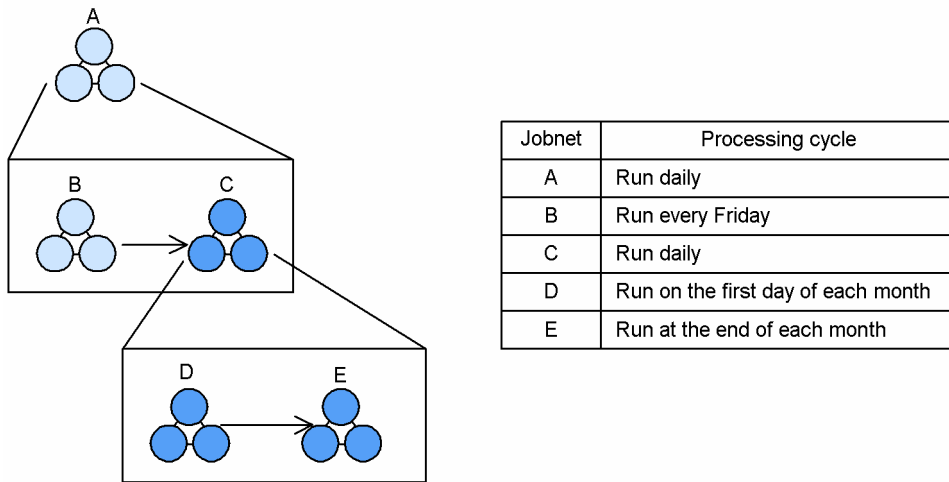 A
B
C
D
E
Jobnet Processing cycle
A Run daily
B Run every Friday
C Run daily
D Run on the first day of each month
E Run at the end of each month